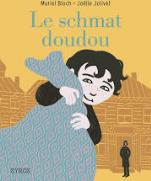 Muriel Bloch - Joëlle Jolivet
Le schmat
doudou
SYROS